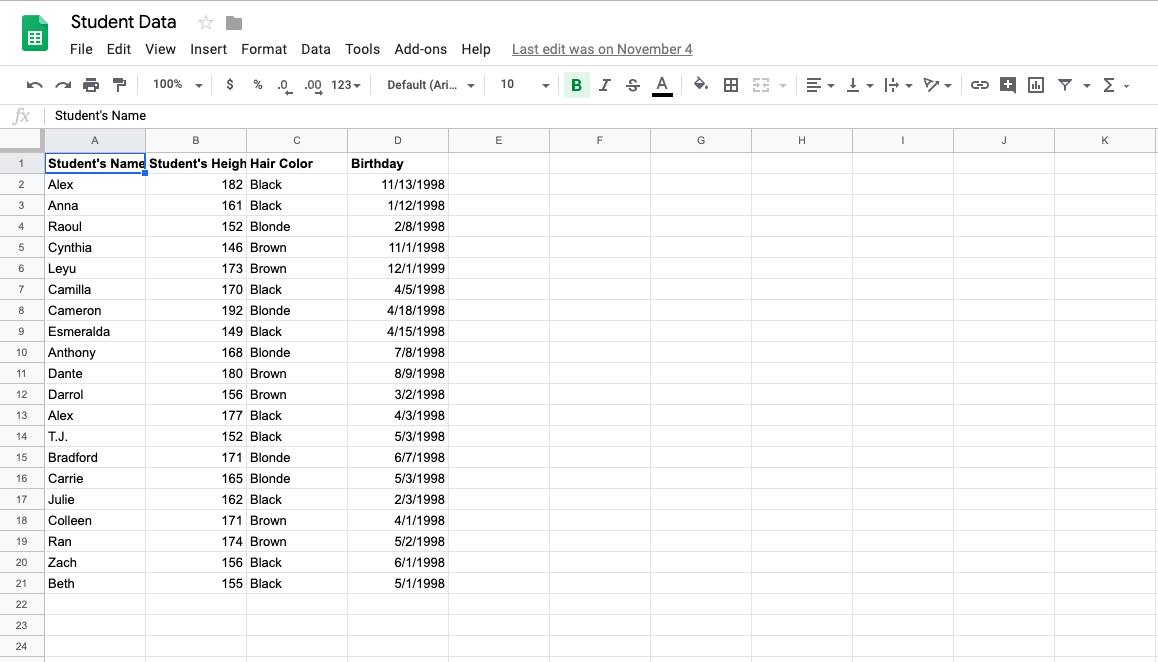 Student Data
File Edit View Insert Format Data Tools Add-ons Help Last edit was on November 4
100% $ % .0 .00 123 Default (Ari... 10 B I S A Σ
fx Student's Name
A B C D E F G H I J K
1 Student's Name Student's Heigh Hair Color Birthday
2 Alex 182 Black 11/13/1998
3 Anna 161 Black 1/12/1998
4 Raoul 152 Blonde 2/8/1998
5 Cynthia 146 Brown 11/1/1998
6 Leyu 173 Brown 12/1/1999
7 Camilla 170 Black 4/5/1998
8 Cameron 192 Blonde 4/18/1998
9 Esmeralda 149 Black 4/15/1998
10 Anthony 168 Blonde 7/8/1998
11 Dante 180 Brown 8/9/1998
12 Darrol 156 Brown 3/2/1998
13 Alex 177 Black 4/3/1998
14 T.J. 152 Black 5/3/1998
15 Bradford 171 Blonde 6/7/1998
16 Carrie 165 Blonde 5/3/1998
17 Julie 162 Black 2/3/1998
18 Colleen 171 Brown 4/1/1998
19 Ran 174 Brown 5/2/1998
20 Zach 156 Black 6/1/1998
21 Beth 155 Black 5/1/1998
22
23
24